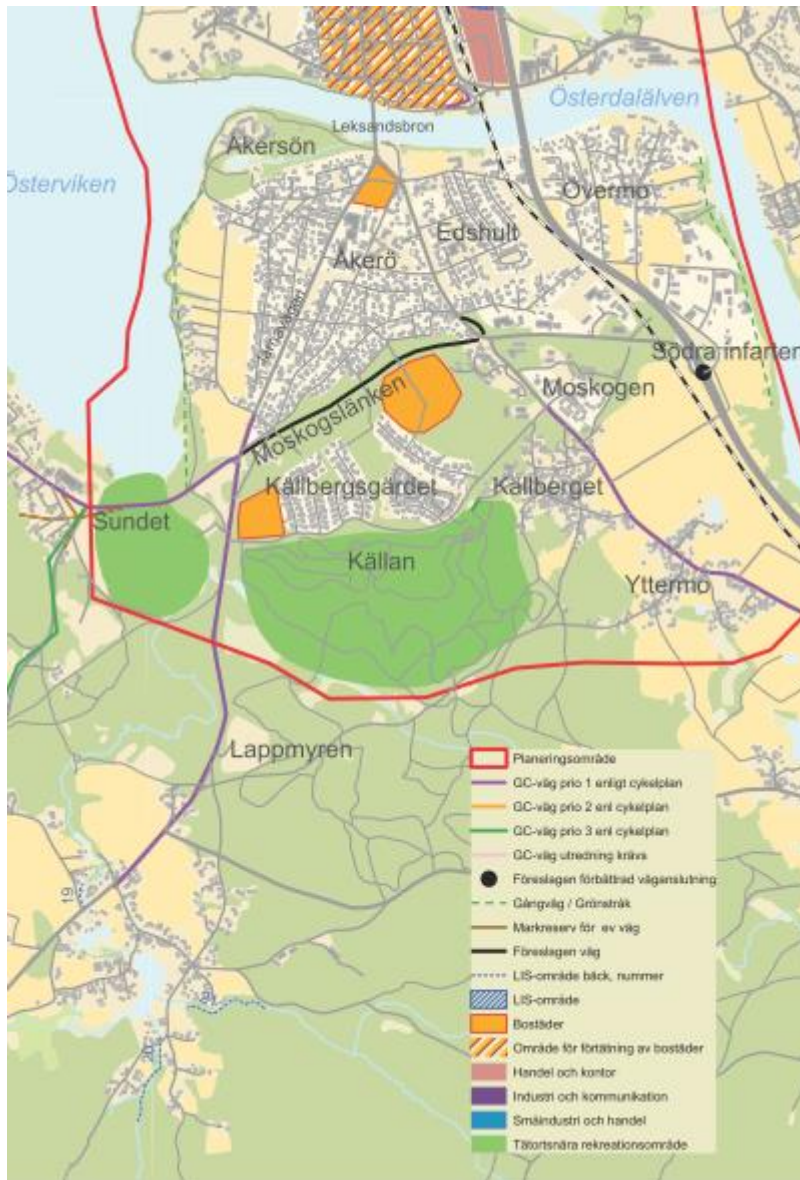 Österdalälven
Leksandsbron
Åkersön
Österviken
Övermo
Edshult
Åkerö
Södra infarten
Moskogslänken
Moskogen
Källbergsgärdet
Källberget
Sundet
Källan
Yttermo
Lappmyren
19
21
20
Planeringsområde
GC-väg prio 1 enligt cykelplan
GC-väg prio 2 enl cykelplan
GC-väg prio 3 enl cykelplan
GC-väg utredning krävs
Föreslagen förbättrad väganslutning
Gångväg / Grönstråk
Markreserv för ev väg
Föreslagen väg
LIS-område bäck, nummer
LIS-område
Bostäder
Område för förtätning av bostäder
Handel och kontor
Industri och kommunikation
Småindustri och handel
Tätortsnära rekreationsområde